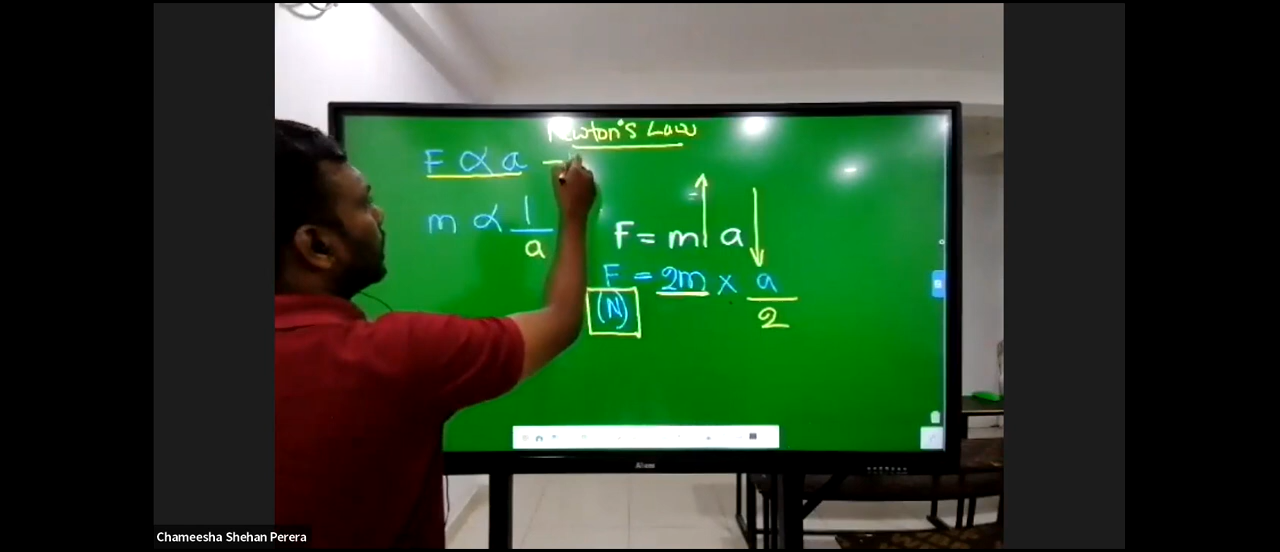 Newton's Law
F ∝ a —
m ∝ 1/a
F = m a
F = 2m × a/2
(N)
Chameesha Shehan Perera